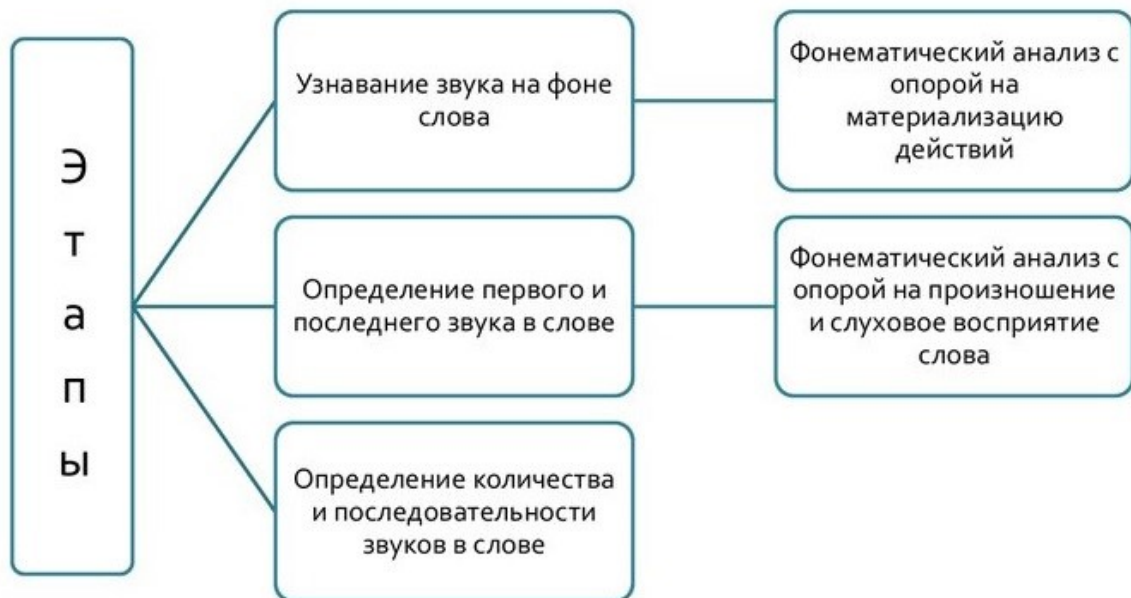 Этапы
Узнавание звука на фоне
слова
Фонематический анализ с
опорой на
материализацию
действий
Определение первого и
последнего звука в слове
Фонематический анализ с
опорой на произношение
и слуховое восприятие
слова
Определение количества
и последовательности
звуков в слове